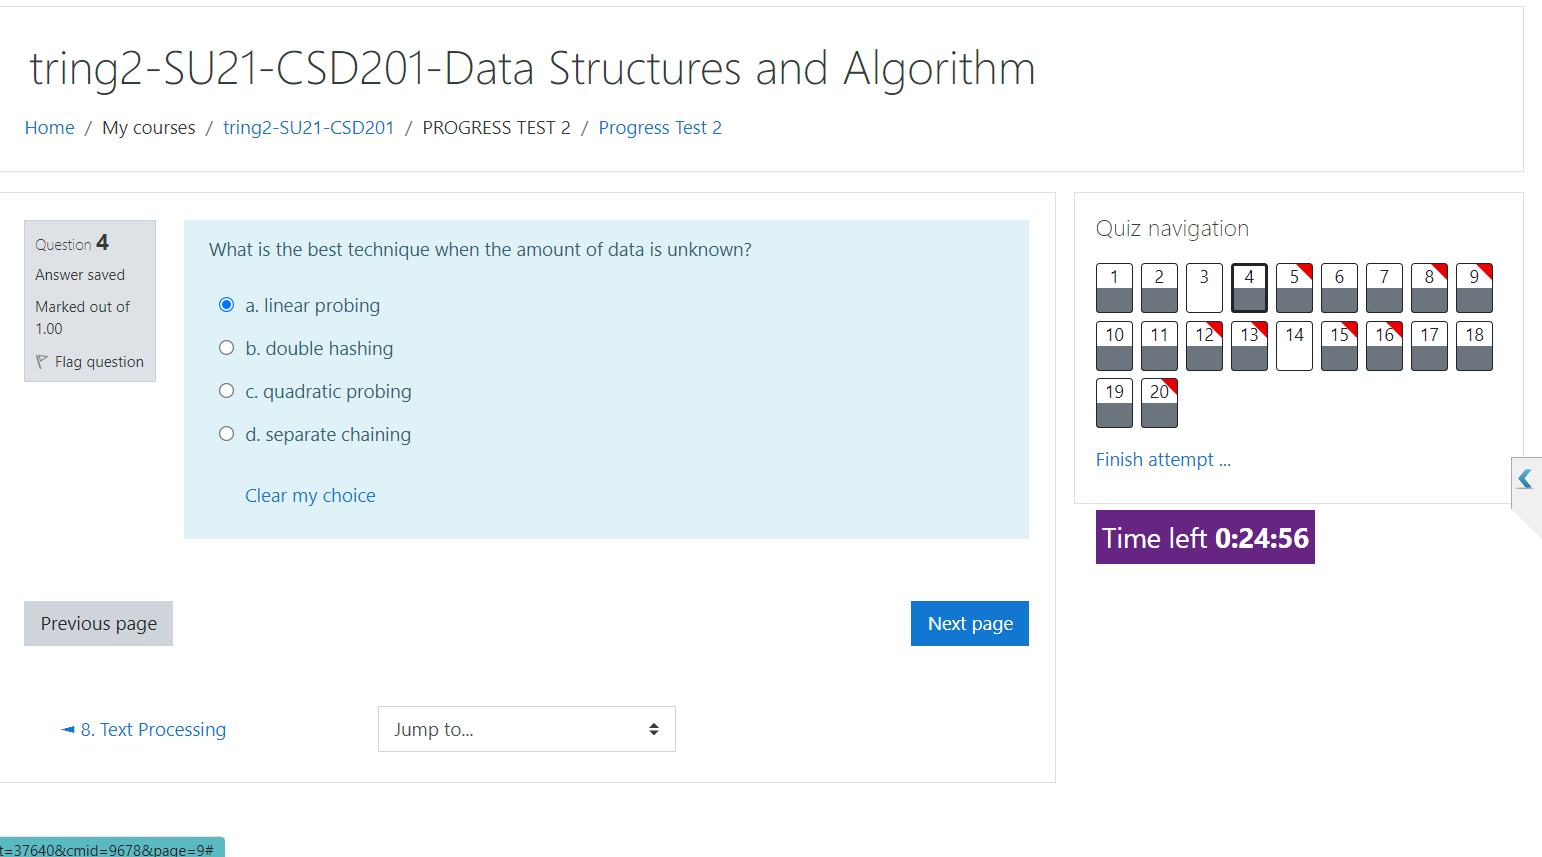 tring2-SU21-CSD201-Data Structures and Algorithm
Home / My courses / tring2-SU21-CSD201 / PROGRESS TEST 2 / Progress Test 2
Question 4
Answer saved
Marked out of
1.00
Flag question
What is the best technique when the amount of data is unknown?
a. linear probing
b. double hashing
c. quadratic probing
d. separate chaining
Clear my choice
Previous page
Next page
◄ 8. Text Processing
Jump to...
Quiz navigation
1 2 3 4 5 6 7 8 9
10 11 12 13 14 15 16 17 18
19 20
Finish attempt ...
Time left 0:24:56
t=37640&cmid=9678&page=9#